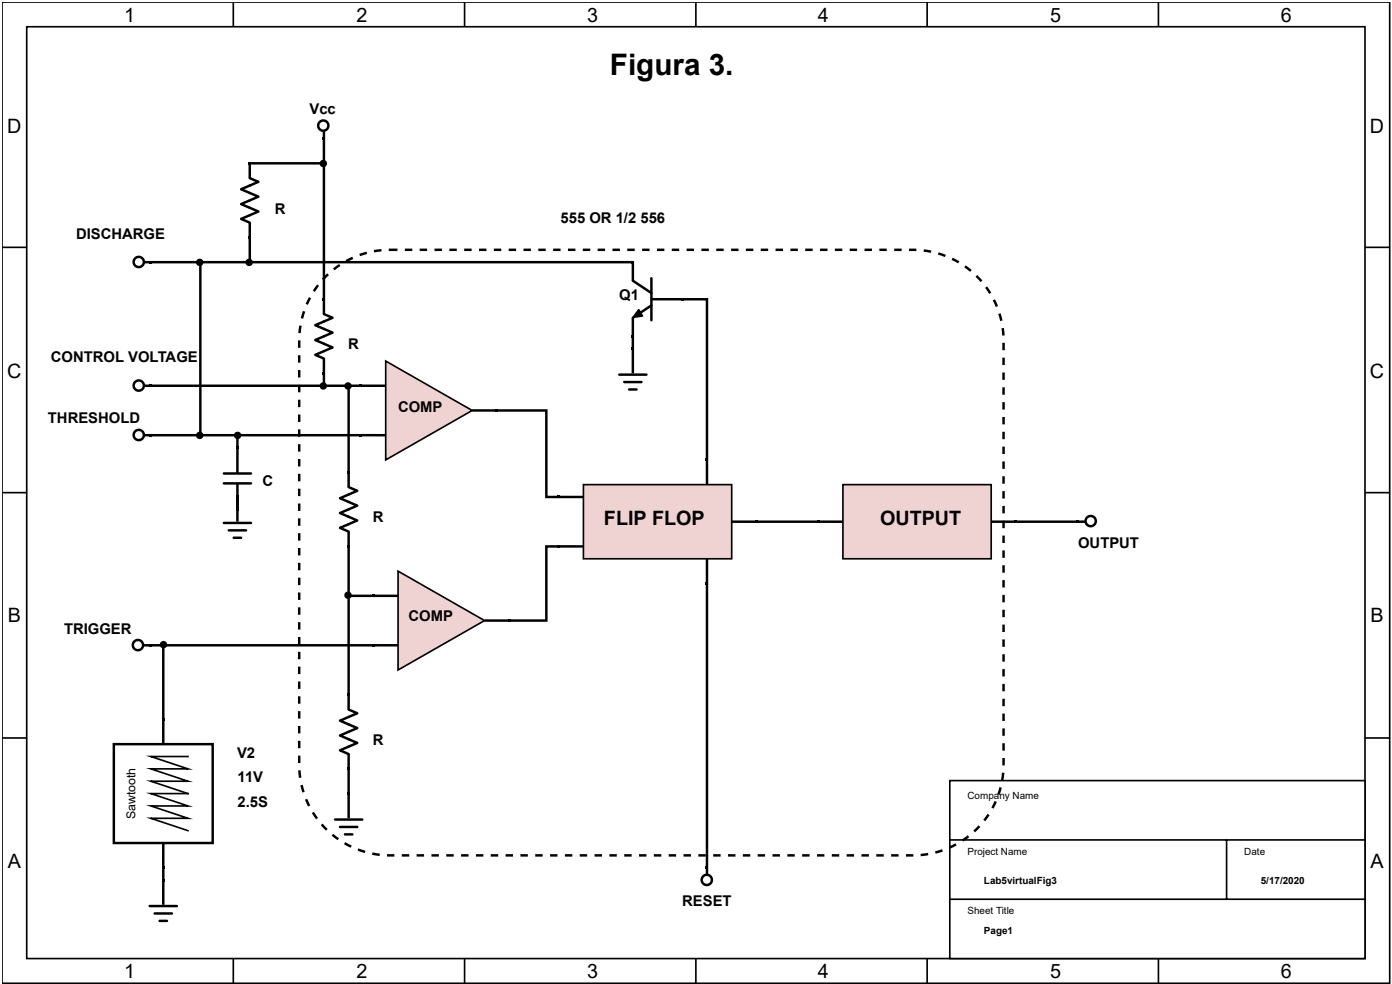 1 2 3 4 5 6
Figura 3.
D D
Vcc
R
555 OR 1/2 556
DISCHARGE
Q1
R
CONTROL VOLTAGE
C C
COMP
THRESHOLD
C
R
FLIP FLOP
OUTPUT
OUTPUT
B B
COMP
TRIGGER
R
V2
11V
2.5S
Sawtooth
Company Name
Project Name
Date
A A
Lab5virtualFig3
5/17/2020
RESET
Sheet Title
Page1
1 2 3 4 5 6